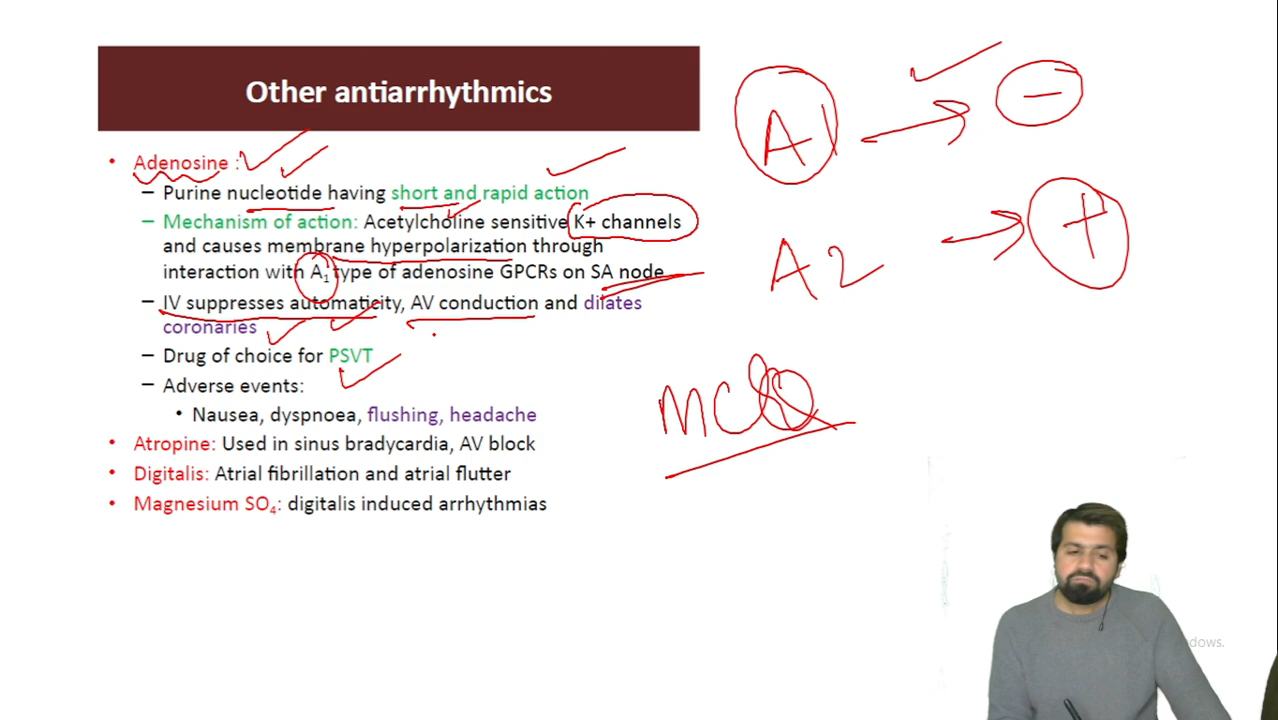 Other antiarrhythmics
• Adenosine :
– Purine nucleotide having short and rapid action
– Mechanism of action: Acetylcholine sensitive K+ channels
and causes membrane hyperpolarization through
interaction with A1 type of adenosine GPCRs on SA node
– IV suppresses automaticity, AV conduction and dilates
coronaries
– Drug of choice for PSVT
– Adverse events:
• Nausea, dyspnoea, flushing, headache
• Atropine: Used in sinus bradycardia, AV block
• Digitalis: Atrial fibrillation and atrial flutter
• Magnesium SO4: digitalis induced arrhythmias
A1 → −
A2 → +
MCQ
dows.